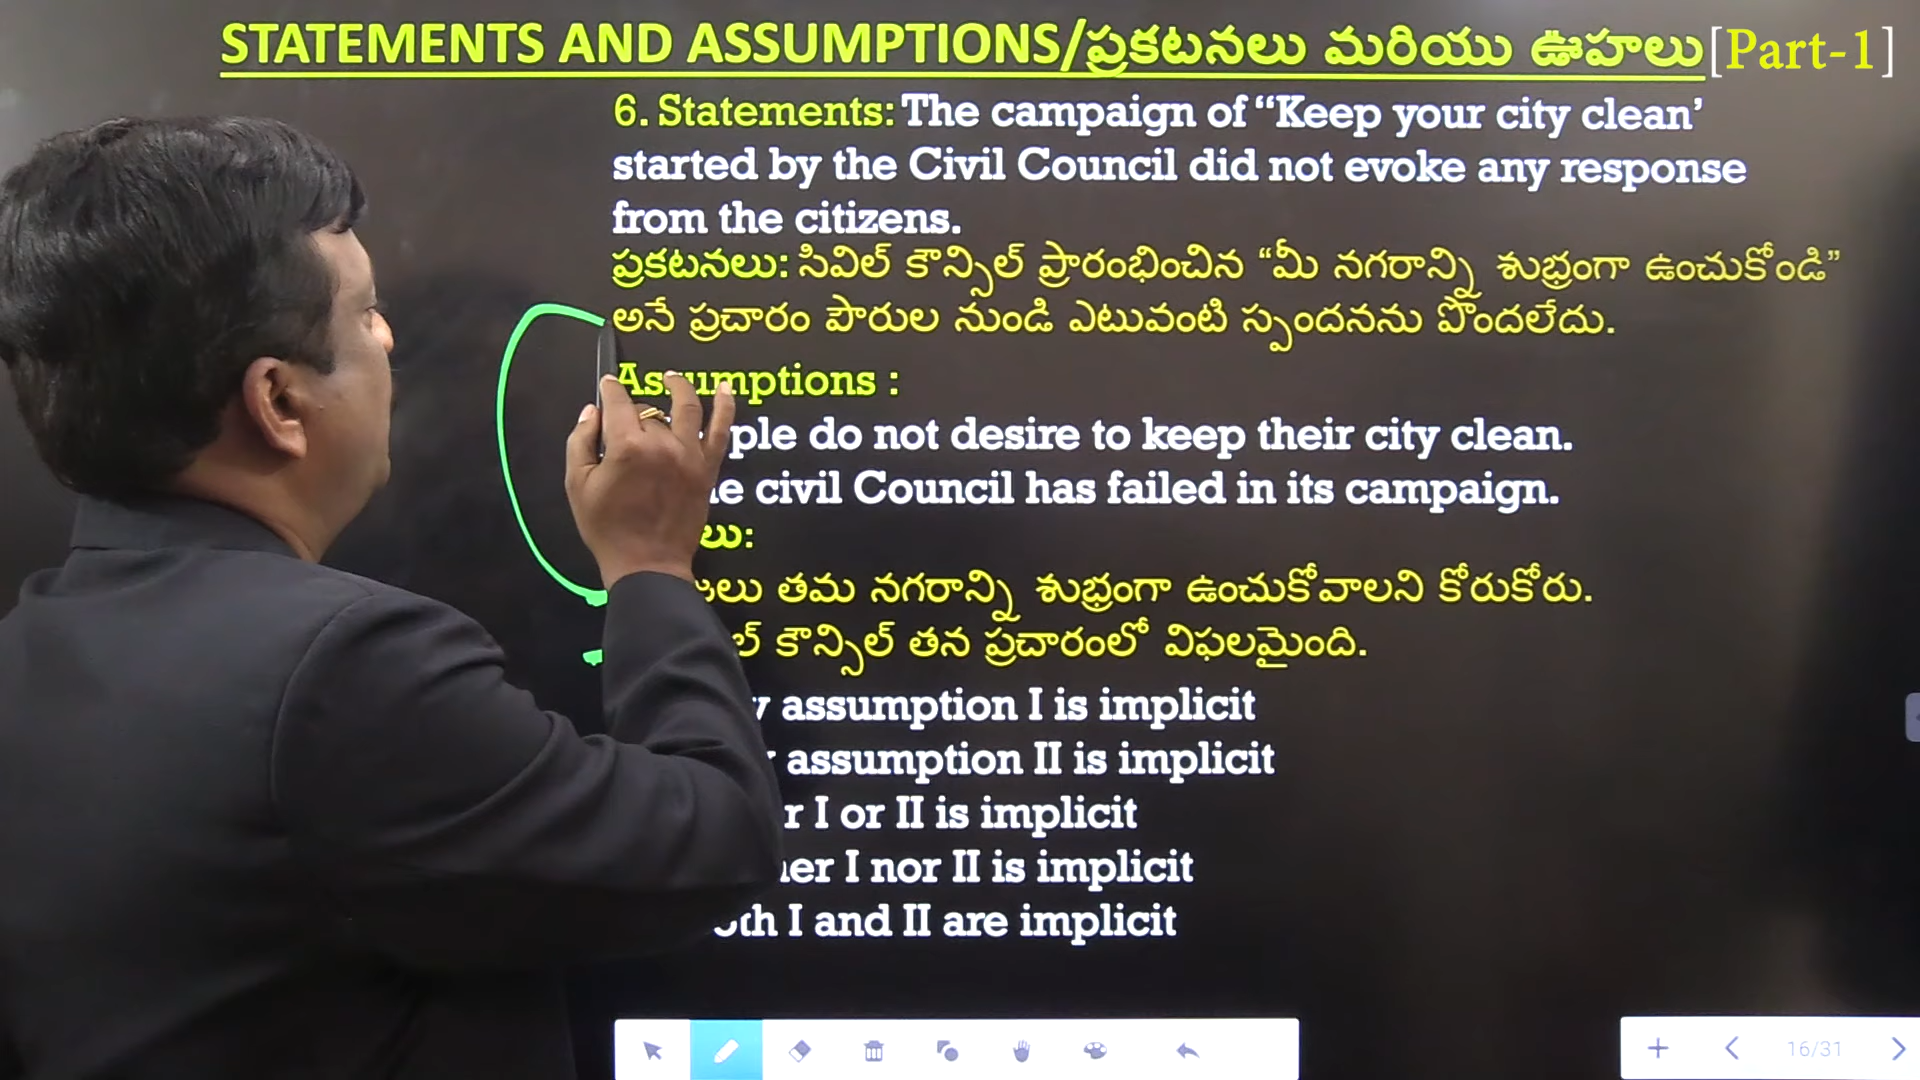 STATEMENTS AND ASSUMPTIONS/ప్రకటనలు మరియు ఊహలు[Part-1]
6. Statements: The campaign of “Keep your city clean’
started by the Civil Council did not evoke any response
from the citizens.
ప్రకటనలు: సివిల్ కౌన్సిల్ ప్రారంభించిన “మీ నగరాన్ని శుభ్రంగా ఉంచుకోండి”
అనే ప్రచారం పౌరుల నుండి ఎటువంటి స్పందనను పొందలేదు.
Assumptions :
do not desire to keep their city clean.
civil Council has failed in its campaign.
తమ నగరాన్ని శుభ్రంగా ఉంచుకోవాలని కోరుకోరు.
కౌన్సిల్ తన ప్రచారంలో విఫలమైంది.
assumption I is implicit
assumption II is implicit
I or II is implicit
I nor II is implicit
I and II are implicit
16/31